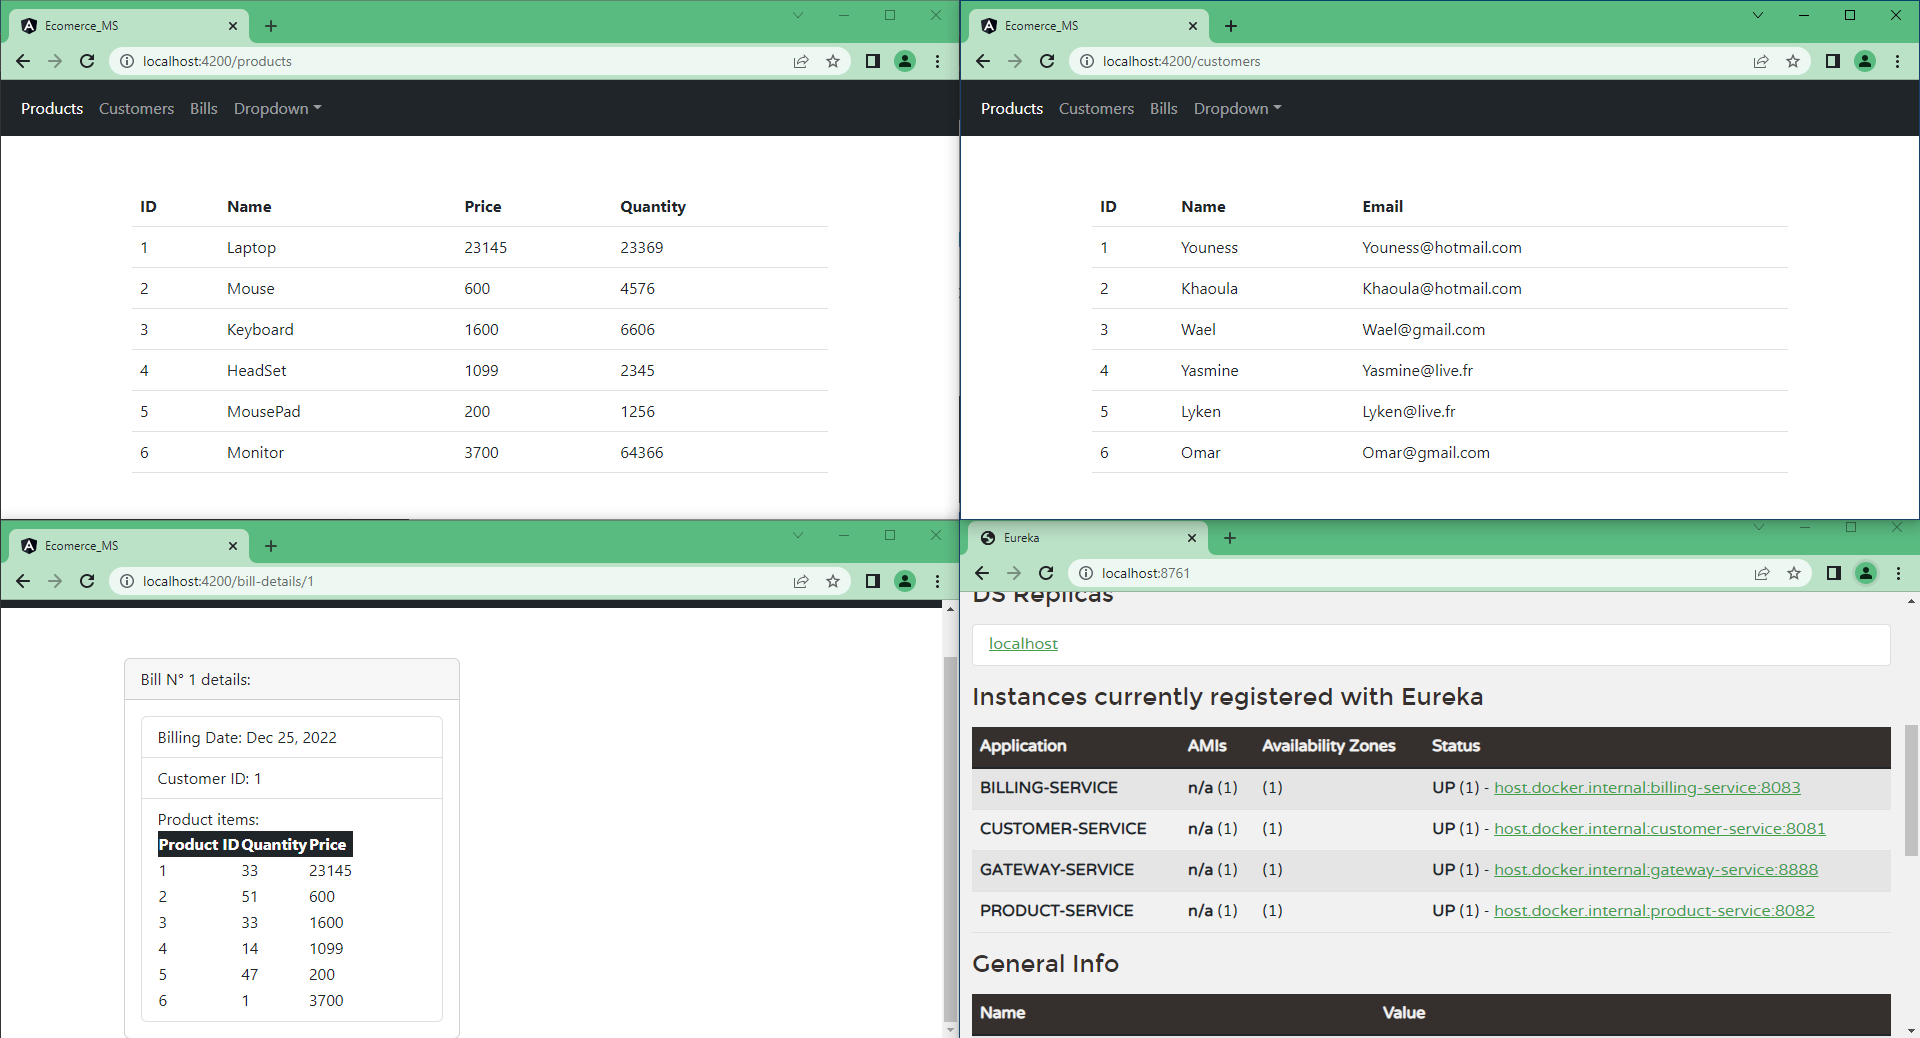 Ecomerce_MS
localhost:4200/products
Products Customers Bills Dropdown
ID Name Price Quantity
1 Laptop 23145 23369
2 Mouse 600 4576
3 Keyboard 1600 6606
4 HeadSet 1099 2345
5 MousePad 200 1256
6 Monitor 3700 64366
Ecomerce_MS
localhost:4200/customers
Products Customers Bills Dropdown
ID Name Email
1 Youness Youness@hotmail.com
2 Khaoula Khaoula@hotmail.com
3 Wael Wael@gmail.com
4 Yasmine Yasmine@live.fr
5 Lyken Lyken@live.fr
6 Omar Omar@gmail.com
Ecomerce_MS
localhost:4200/bill-details/1
Bill N° 1 details:
Billing Date: Dec 25, 2022
Customer ID: 1
Product items:
Product ID Quantity Price
1 33 23145
2 51 600
3 33 1600
4 14 1099
5 47 200
6 1 3700
Eureka
localhost:8761
DS Replicas
localhost
Instances currently registered with Eureka
Application AMIs Availability Zones Status
BILLING-SERVICE n/a (1) (1) UP (1) - host.docker.internal:billing-service:8083
CUSTOMER-SERVICE n/a (1) (1) UP (1) - host.docker.internal:customer-service:8081
GATEWAY-SERVICE n/a (1) (1) UP (1) - host.docker.internal:gateway-service:8888
PRODUCT-SERVICE n/a (1) (1) UP (1) - host.docker.internal:product-service:8082
General Info
Name Value